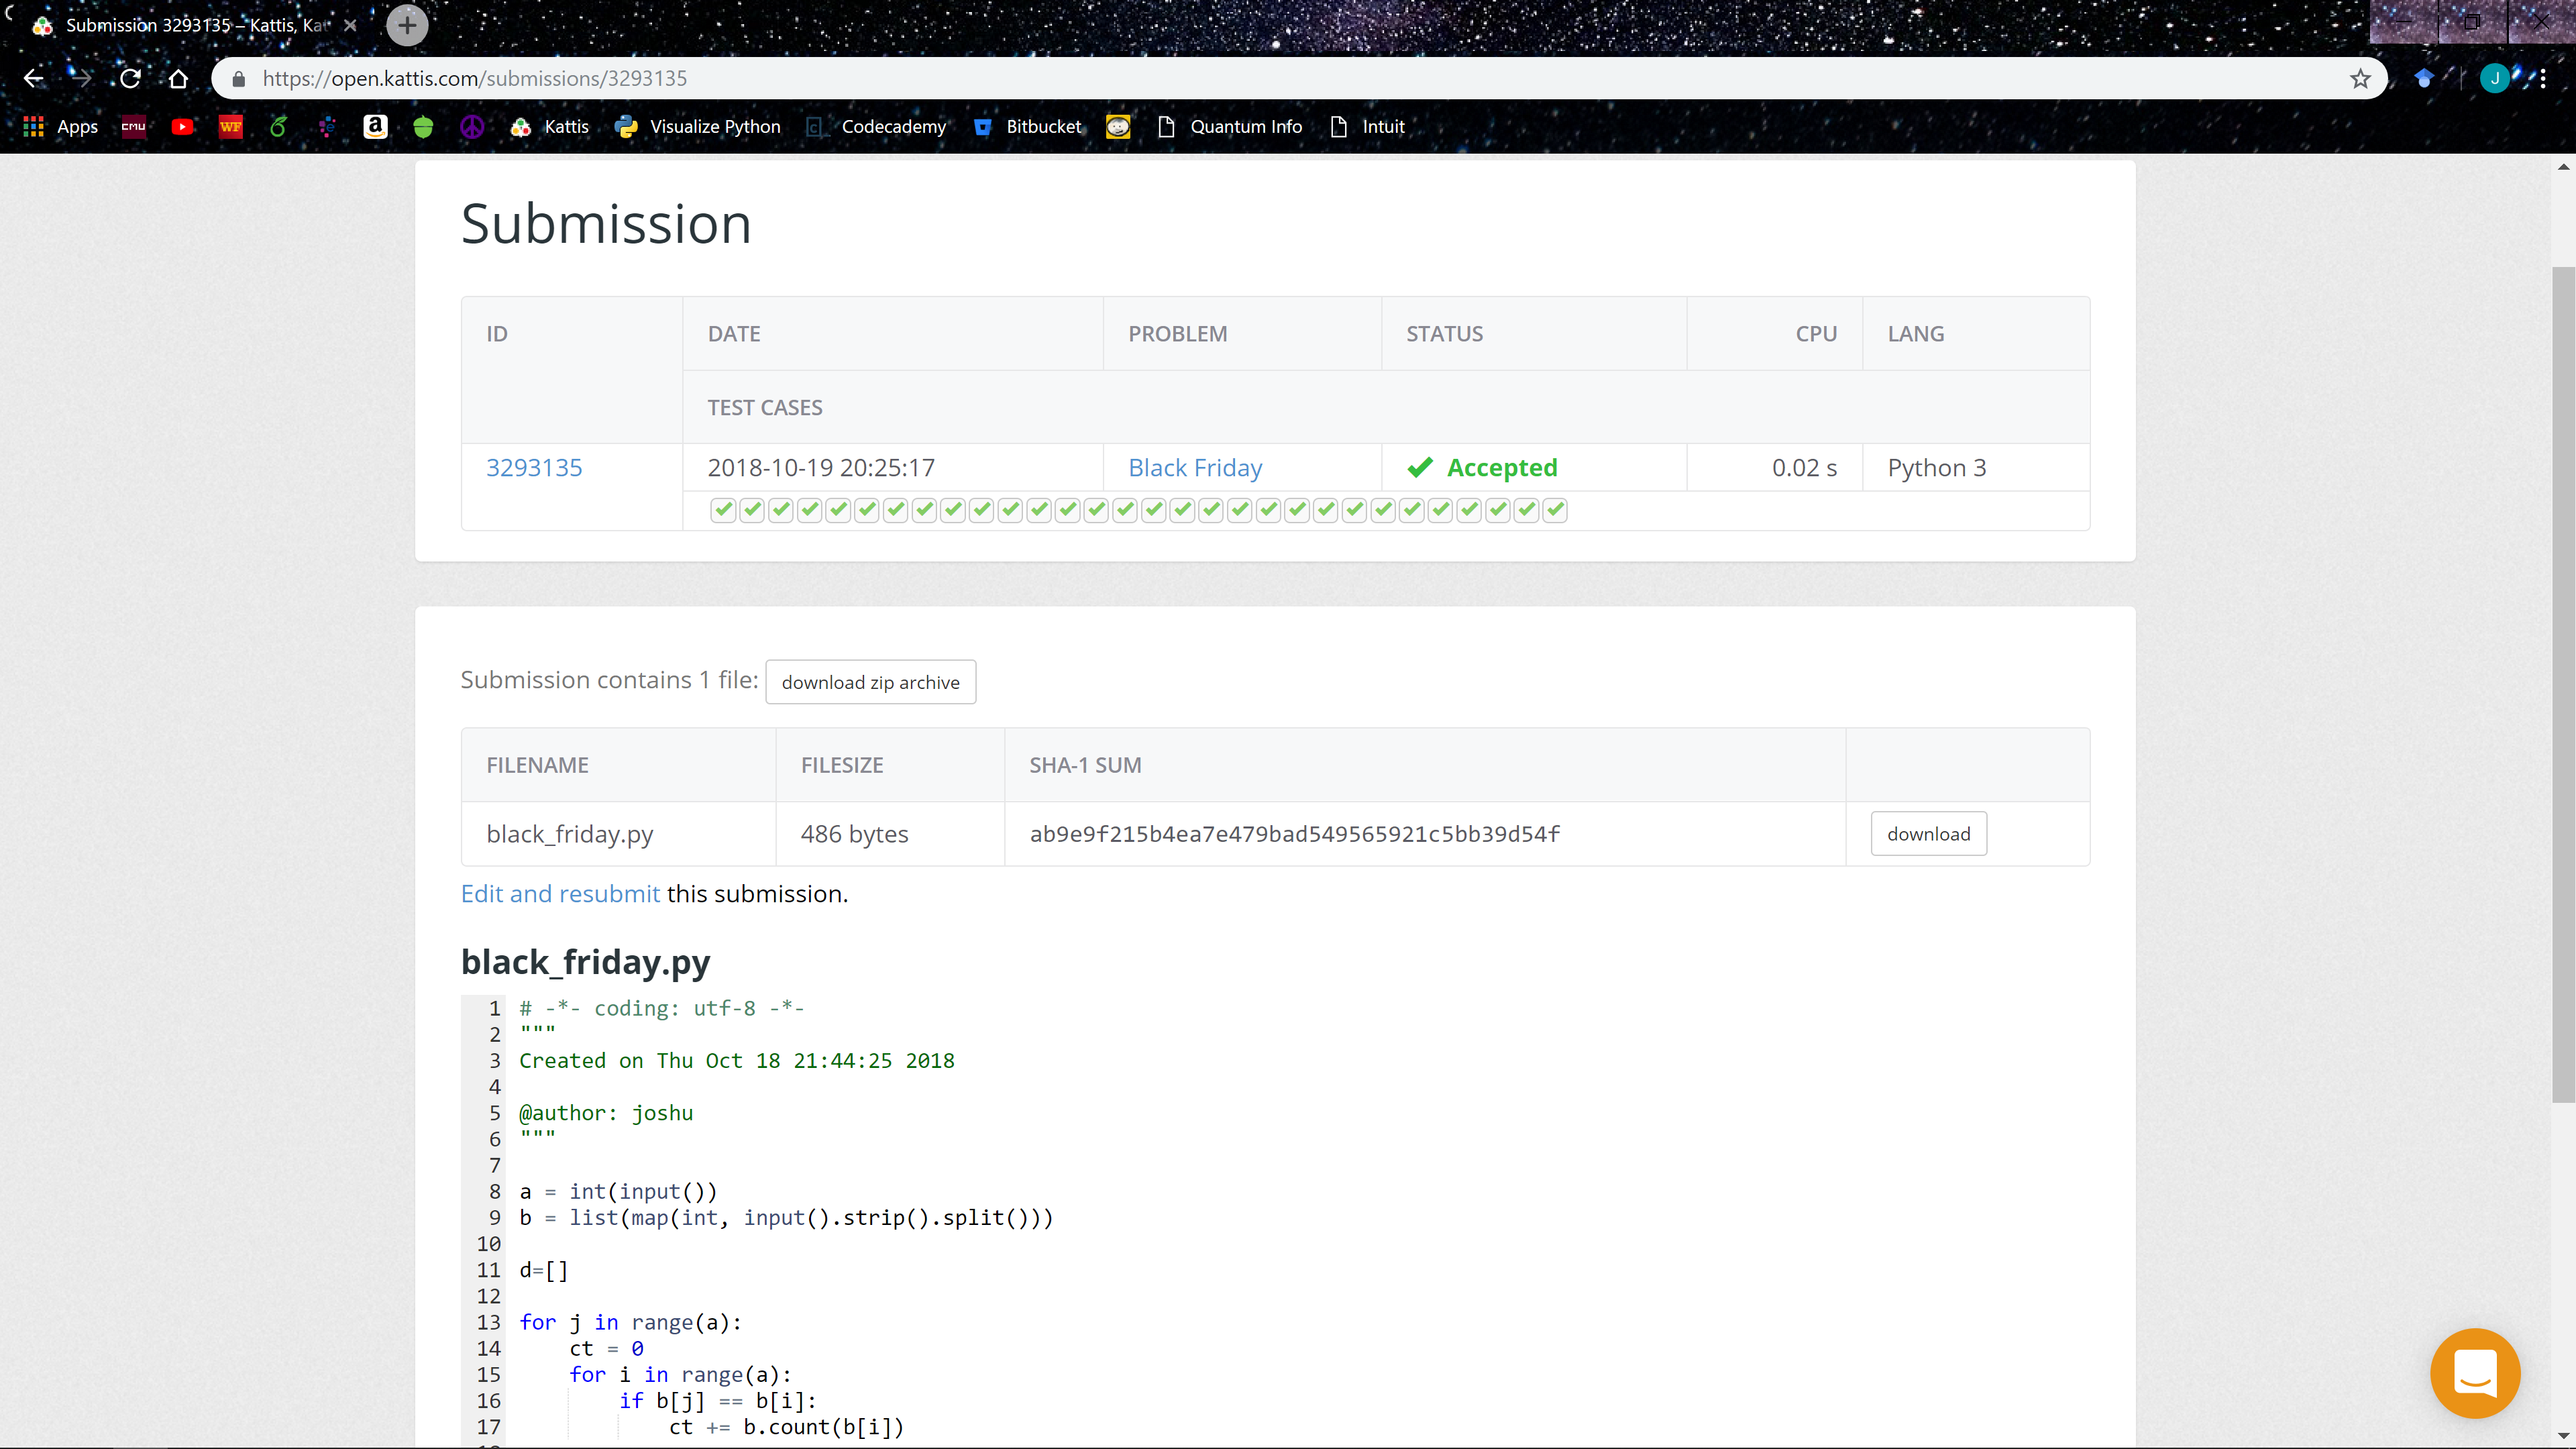 Submission 3293135 – Kattis, Kat
https://open.kattis.com/submissions/3293135
J
Apps CMU WF a Kattis Visualize Python Codecademy Bitbucket Quantum Info Intuit
Submission
ID DATE PROBLEM STATUS CPU LANG
TEST CASES
3293135 2018-10-19 20:25:17 Black Friday Accepted 0.02 s Python 3
Submission contains 1 file: download zip archive
FILENAME FILESIZE SHA-1 SUM
black_friday.py 486 bytes ab9e9f215b4ea7e479bad549565921c5bb39d54f download
Edit and resubmit this submission.
black_friday.py
1 # -*- coding: utf-8 -*-
2 """
3 Created on Thu Oct 18 21:44:25 2018
4
5 @author: joshu
6 """
7
8 a = int(input())
9 b = list(map(int, input().strip().split()))
10
11 d=[]
12
13 for j in range(a):
14     ct = 0
15     for i in range(a):
16         if b[j] == b[i]:
17             ct += b.count(b[i])